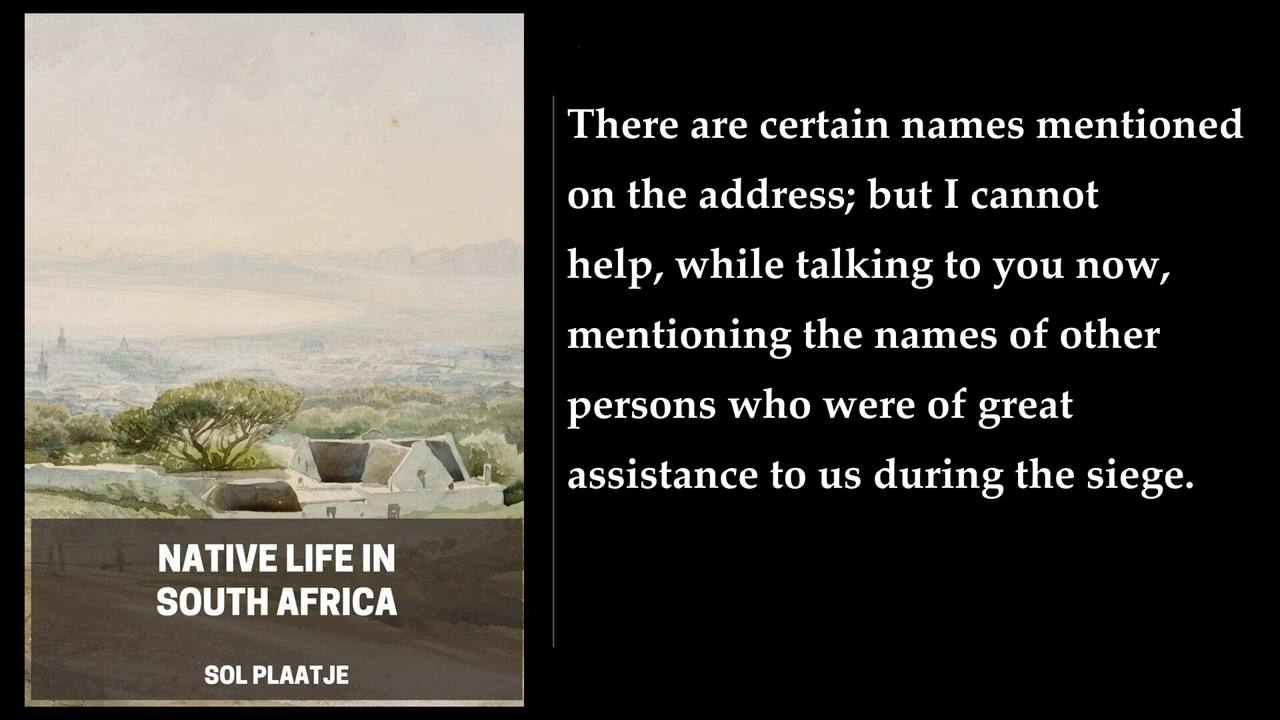 NATIVE LIFE IN
SOUTH AFRICA
SOL PLAATJE
There are certain names mentioned
on the address; but I cannot
help, while talking to you now,
mentioning the names of other
persons who were of great
assistance to us during the siege.